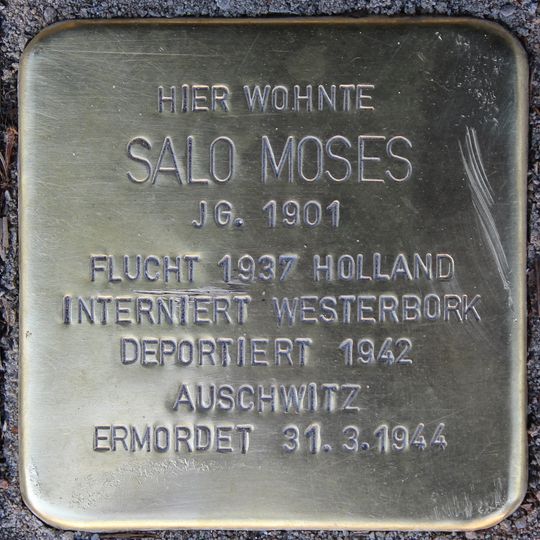 HIER WOHNTE
SALO MOSES
JG. 1901
FLUCHT 1937 HOLLAND
INTERNIERT WESTERBORK
DEPORTIERT 1942
AUSCHWITZ
ERMORDET 31.3.1944